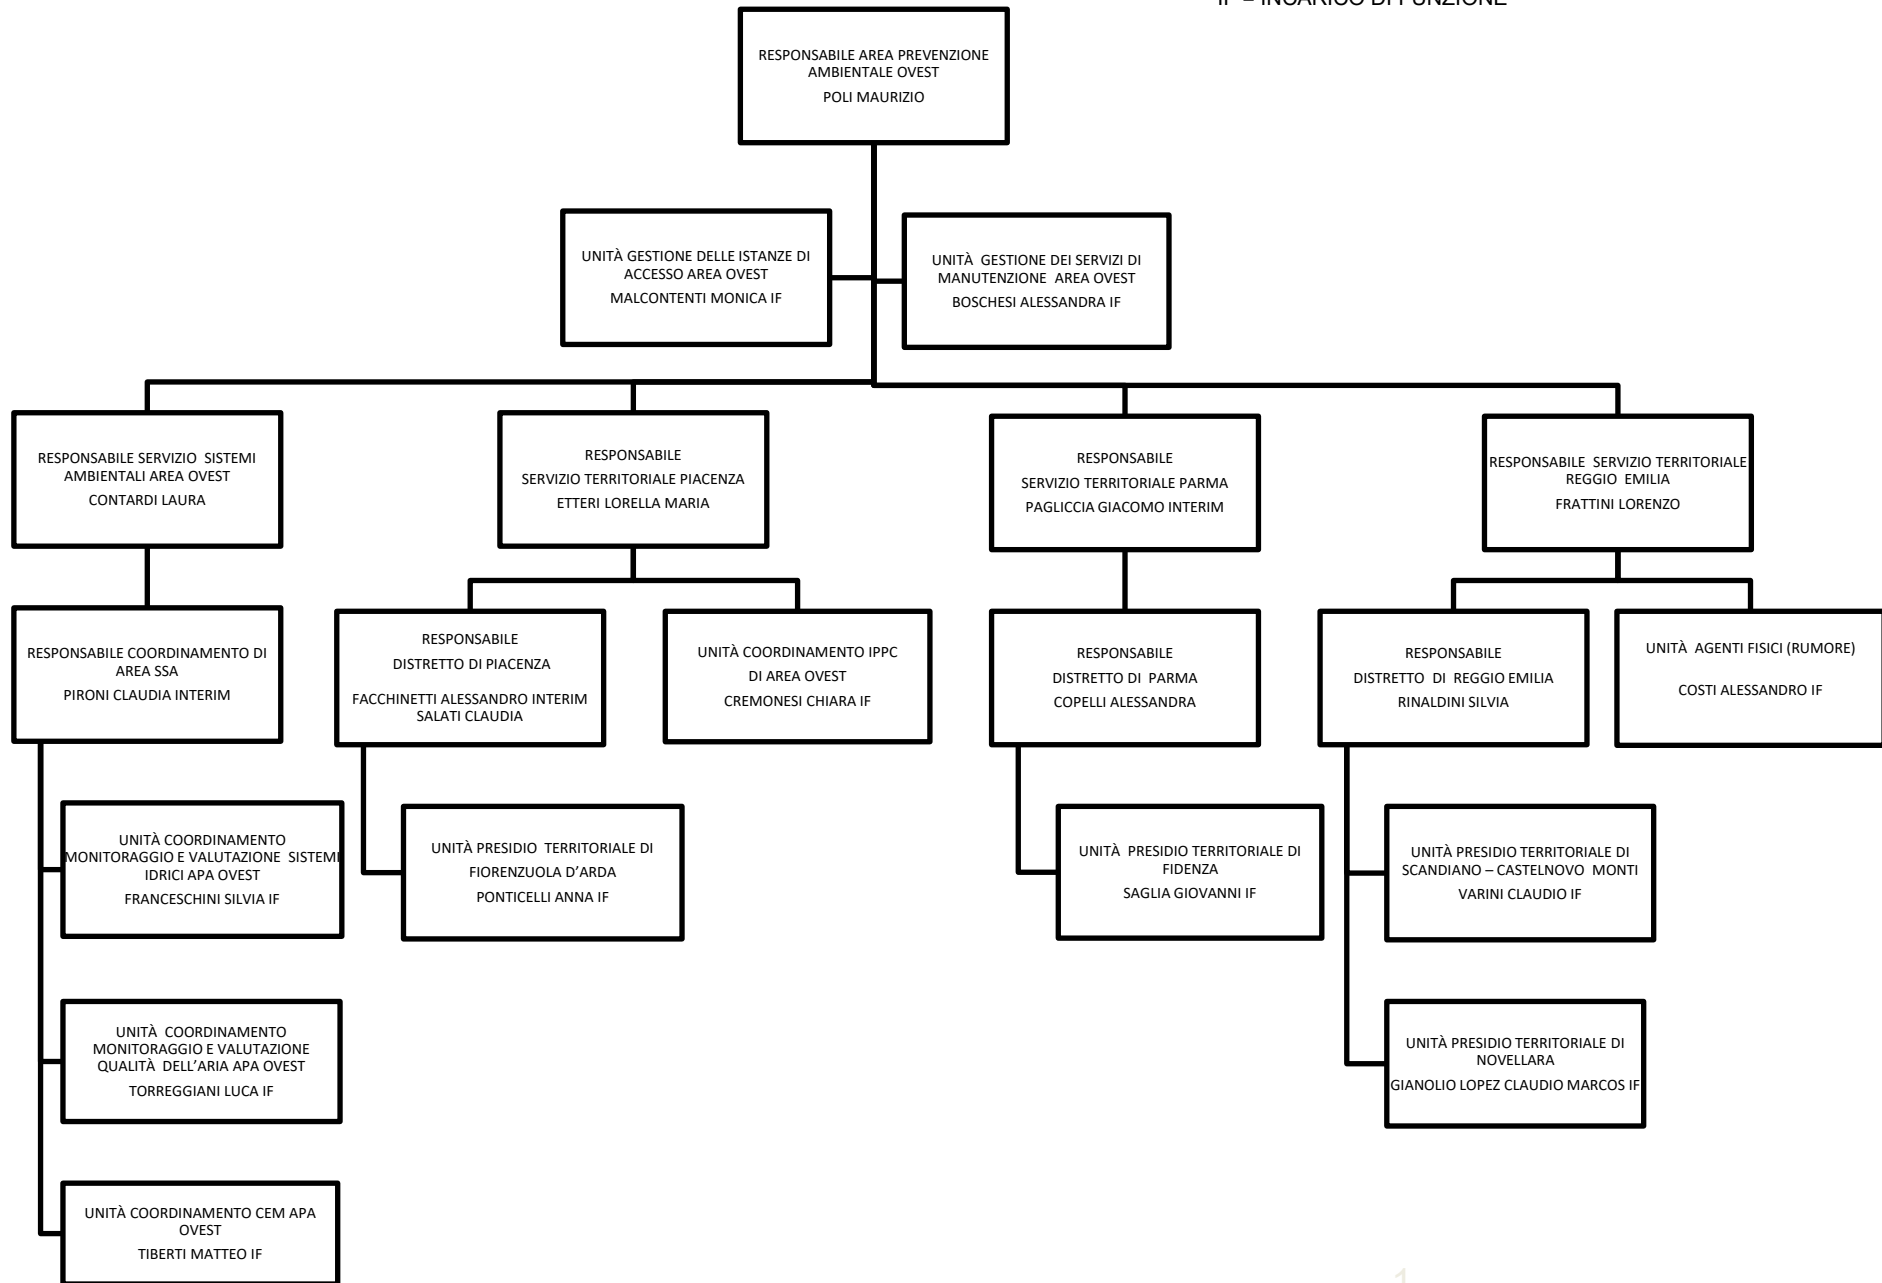 IF = INCARICO DI FUNZIONE
RESPONSABILE AREA PREVENZIONE
AMBIENTALE OVEST
POLI MAURIZIO
UNITÀ GESTIONE DELLE ISTANZE DI
ACCESSO AREA OVEST
MALCONTENTI MONICA IF
UNITÀ GESTIONE DEI SERVIZI DI
MANUTENZIONE AREA OVEST
BOSCHESI ALESSANDRA IF
RESPONSABILE SERVIZIO SISTEMI
AMBIENTALI AREA OVEST
CONTARDI LAURA
RESPONSABILE
SERVIZIO TERRITORIALE PIACENZA
ETTERI LORELLA MARIA
RESPONSABILE
SERVIZIO TERRITORIALE PARMA
PAGLICCIA GIACOMO INTERIM
RESPONSABILE SERVIZIO TERRITORIALE
REGGIO EMILIA
FRATTINI LORENZO
RESPONSABILE COORDINAMENTO DI
AREA SSA
PIRONI CLAUDIA INTERIM
RESPONSABILE
DISTRETTO DI PIACENZA
FACCHINETTI ALESSANDRO INTERIM
SALATI CLAUDIA
UNITÀ COORDINAMENTO IPPC
DI AREA OVEST
CREMONESI CHIARA IF
RESPONSABILE
DISTRETTO DI PARMA
COPELLI ALESSANDRA
RESPONSABILE
DISTRETTO DI REGGIO EMILIA
RINALDINI SILVIA
UNITÀ AGENTI FISICI (RUMORE)
COSTI ALESSANDRO IF
UNITÀ COORDINAMENTO
MONITORAGGIO E VALUTAZIONE SISTEMI
IDRICI APA OVEST
FRANCESCHINI SILVIA IF
UNITÀ PRESIDIO TERRITORIALE DI
FIORENZUOLA D’ARDA
PONTICELLI ANNA IF
UNITÀ PRESIDIO TERRITORIALE DI
FIDENZA
SAGLIA GIOVANNI IF
UNITÀ PRESIDIO TERRITORIALE DI
SCANDIANO – CASTELNOVO MONTI
VARINI CLAUDIO IF
UNITÀ COORDINAMENTO
MONITORAGGIO E VALUTAZIONE
QUALITÀ DELL’ARIA APA OVEST
TORREGGIANI LUCA IF
UNITÀ PRESIDIO TERRITORIALE DI
NOVELLARA
GIANOLIO LOPEZ CLAUDIO MARCOS IF
UNITÀ COORDINAMENTO CEM APA
OVEST
TIBERTI MATTEO IF
1